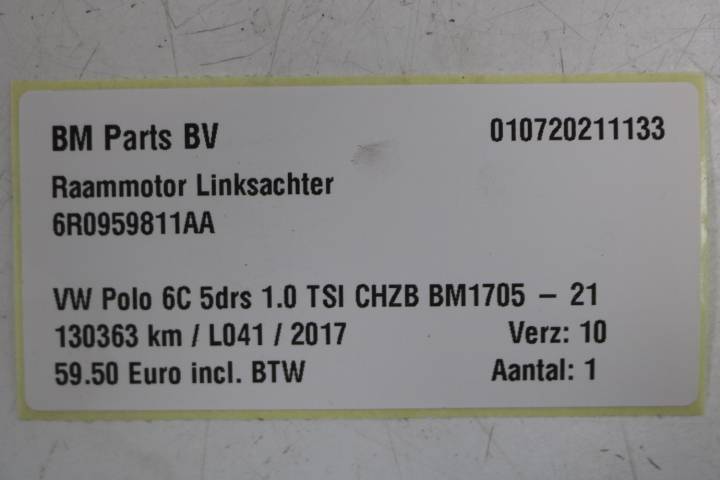 BM Parts BV 010720211133
Raammotor Linksachter
6R0959811AA
VW Polo 6C 5drs 1.0 TSI CHZB BM1705 – 21
130363 km / L041 / 2017 Verz: 10
59.50 Euro incl. BTW Aantal: 1